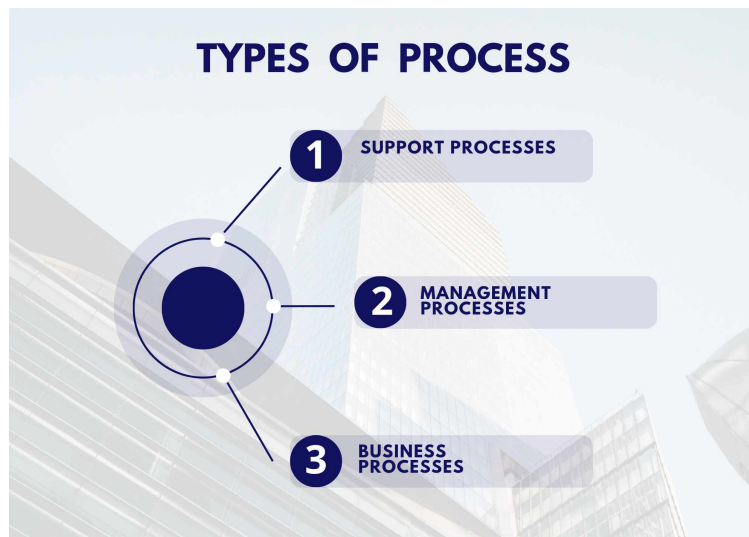 TYPES OF PROCESS
1 SUPPORT PROCESSES
2 MANAGEMENT
PROCESSES
3 BUSINESS
PROCESSES